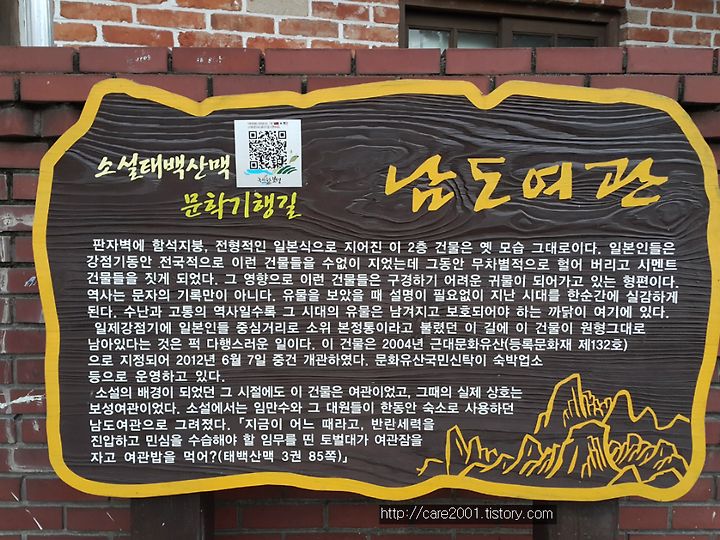 소설태백산맥
문학기행길
남도여관
판자벽에 함석지붕, 전형적인 일본식으로 지어진 이 2층 건물은 옛 모습 그대로이다. 일본인들은
강점기동안 전국적으로 이런 건물들을 수없이 지었는데 그동안 무차별적으로 헐어 버리고 시멘트
건물들을 짓게 되었다. 그 영향으로 이런 건물들은 구경하기 어려운 귀물이 되어가고 있는 형편이다.
역사는 문자의 기록만이 아니다. 유물을 보았을 때 설명이 필요없이 지난 시대를 한순간에 실감하게
된다. 수난과 고통의 역사일수록 그 시대의 유물은 남겨지고 보호되어야 하는 까닭이 여기에 있다.
일제강점기에 일본인들 중심거리로 소위 본정통이라고 불렸던 이 길에 이 건물이 원형그대로
남아있다는 것은 퍽 다행스러운 일이다. 이 건물은 2004년 근대문화유산(등록문화재 제132호)
으로 지정되어 2012년 6월 7일 중건 개관하였다. 문화유산국민신탁이 숙박업소
등으로 운영하고 있다.
소설의 배경이 되었던 그 시절에도 이 건물은 여관이었고, 그때의 실제 상호는
보성여관이었다. 소설에서는 임만수와 그 대원들이 한동안 숙소로 사용하던
남도여관으로 그려졌다. 「지금이 어느 때라고, 반란세력을
진압하고 민심을 수습해야 할 임무를 띤 토벌대가 여관잠을
자고 여관밥을 먹어?(태백산맥 3권 85쪽)」
http://care2001.tistory.com